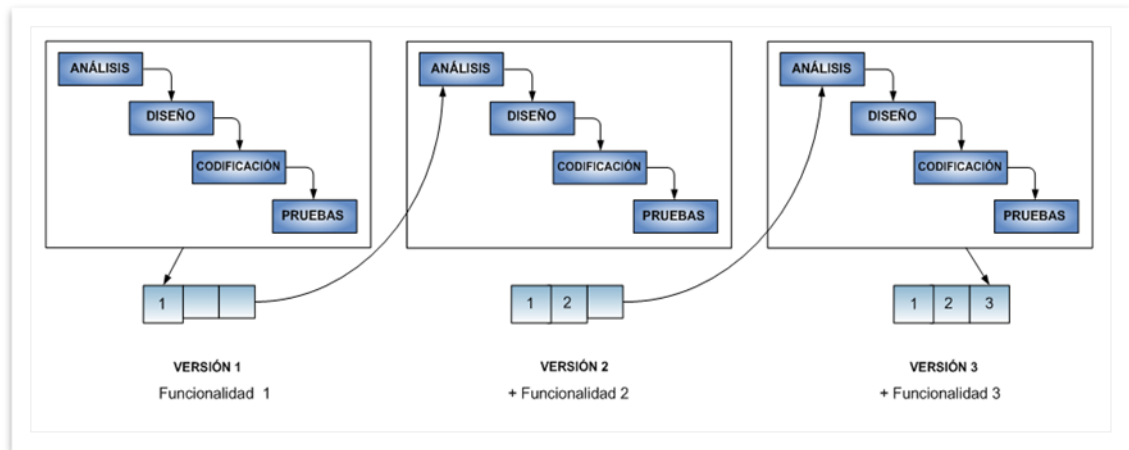 ANÁLISIS
DISEÑO
CODIFICACIÓN
PRUEBAS
ANÁLISIS
DISEÑO
CODIFICACIÓN
PRUEBAS
ANÁLISIS
DISEÑO
CODIFICACIÓN
PRUEBAS
1
1 2
1 2 3
VERSIÓN 1
Funcionalidad 1
VERSIÓN 2
+ Funcionalidad 2
VERSIÓN 3
+ Funcionalidad 3